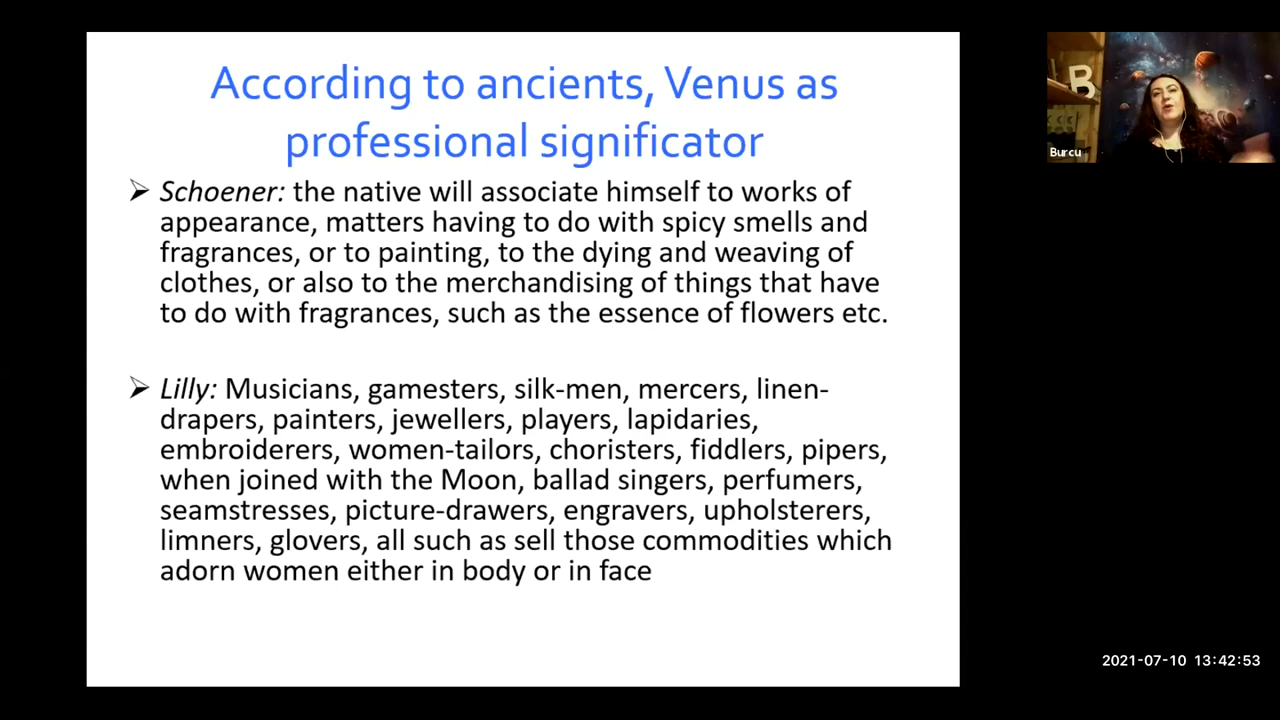 According to ancients, Venus as
professional significator
➢ Schoener: the native will associate himself to works of
appearance, matters having to do with spicy smells and
fragrances, or to painting, to the dying and weaving of
clothes, or also to the merchandising of things that have
to do with fragrances, such as the essence of flowers etc.
➢ Lilly: Musicians, gamesters, silk-men, mercers, linen-
drapers, painters, jewellers, players, lapidaries,
embroiderers, women-tailors, choristers, fiddlers, pipers,
when joined with the Moon, ballad singers, perfumers,
seamstresses, picture-drawers, engravers, upholsterers,
limners, glovers, all such as sell those commodities which
adorn women either in body or in face
B
Burcu
2021-07-10 13:42:53